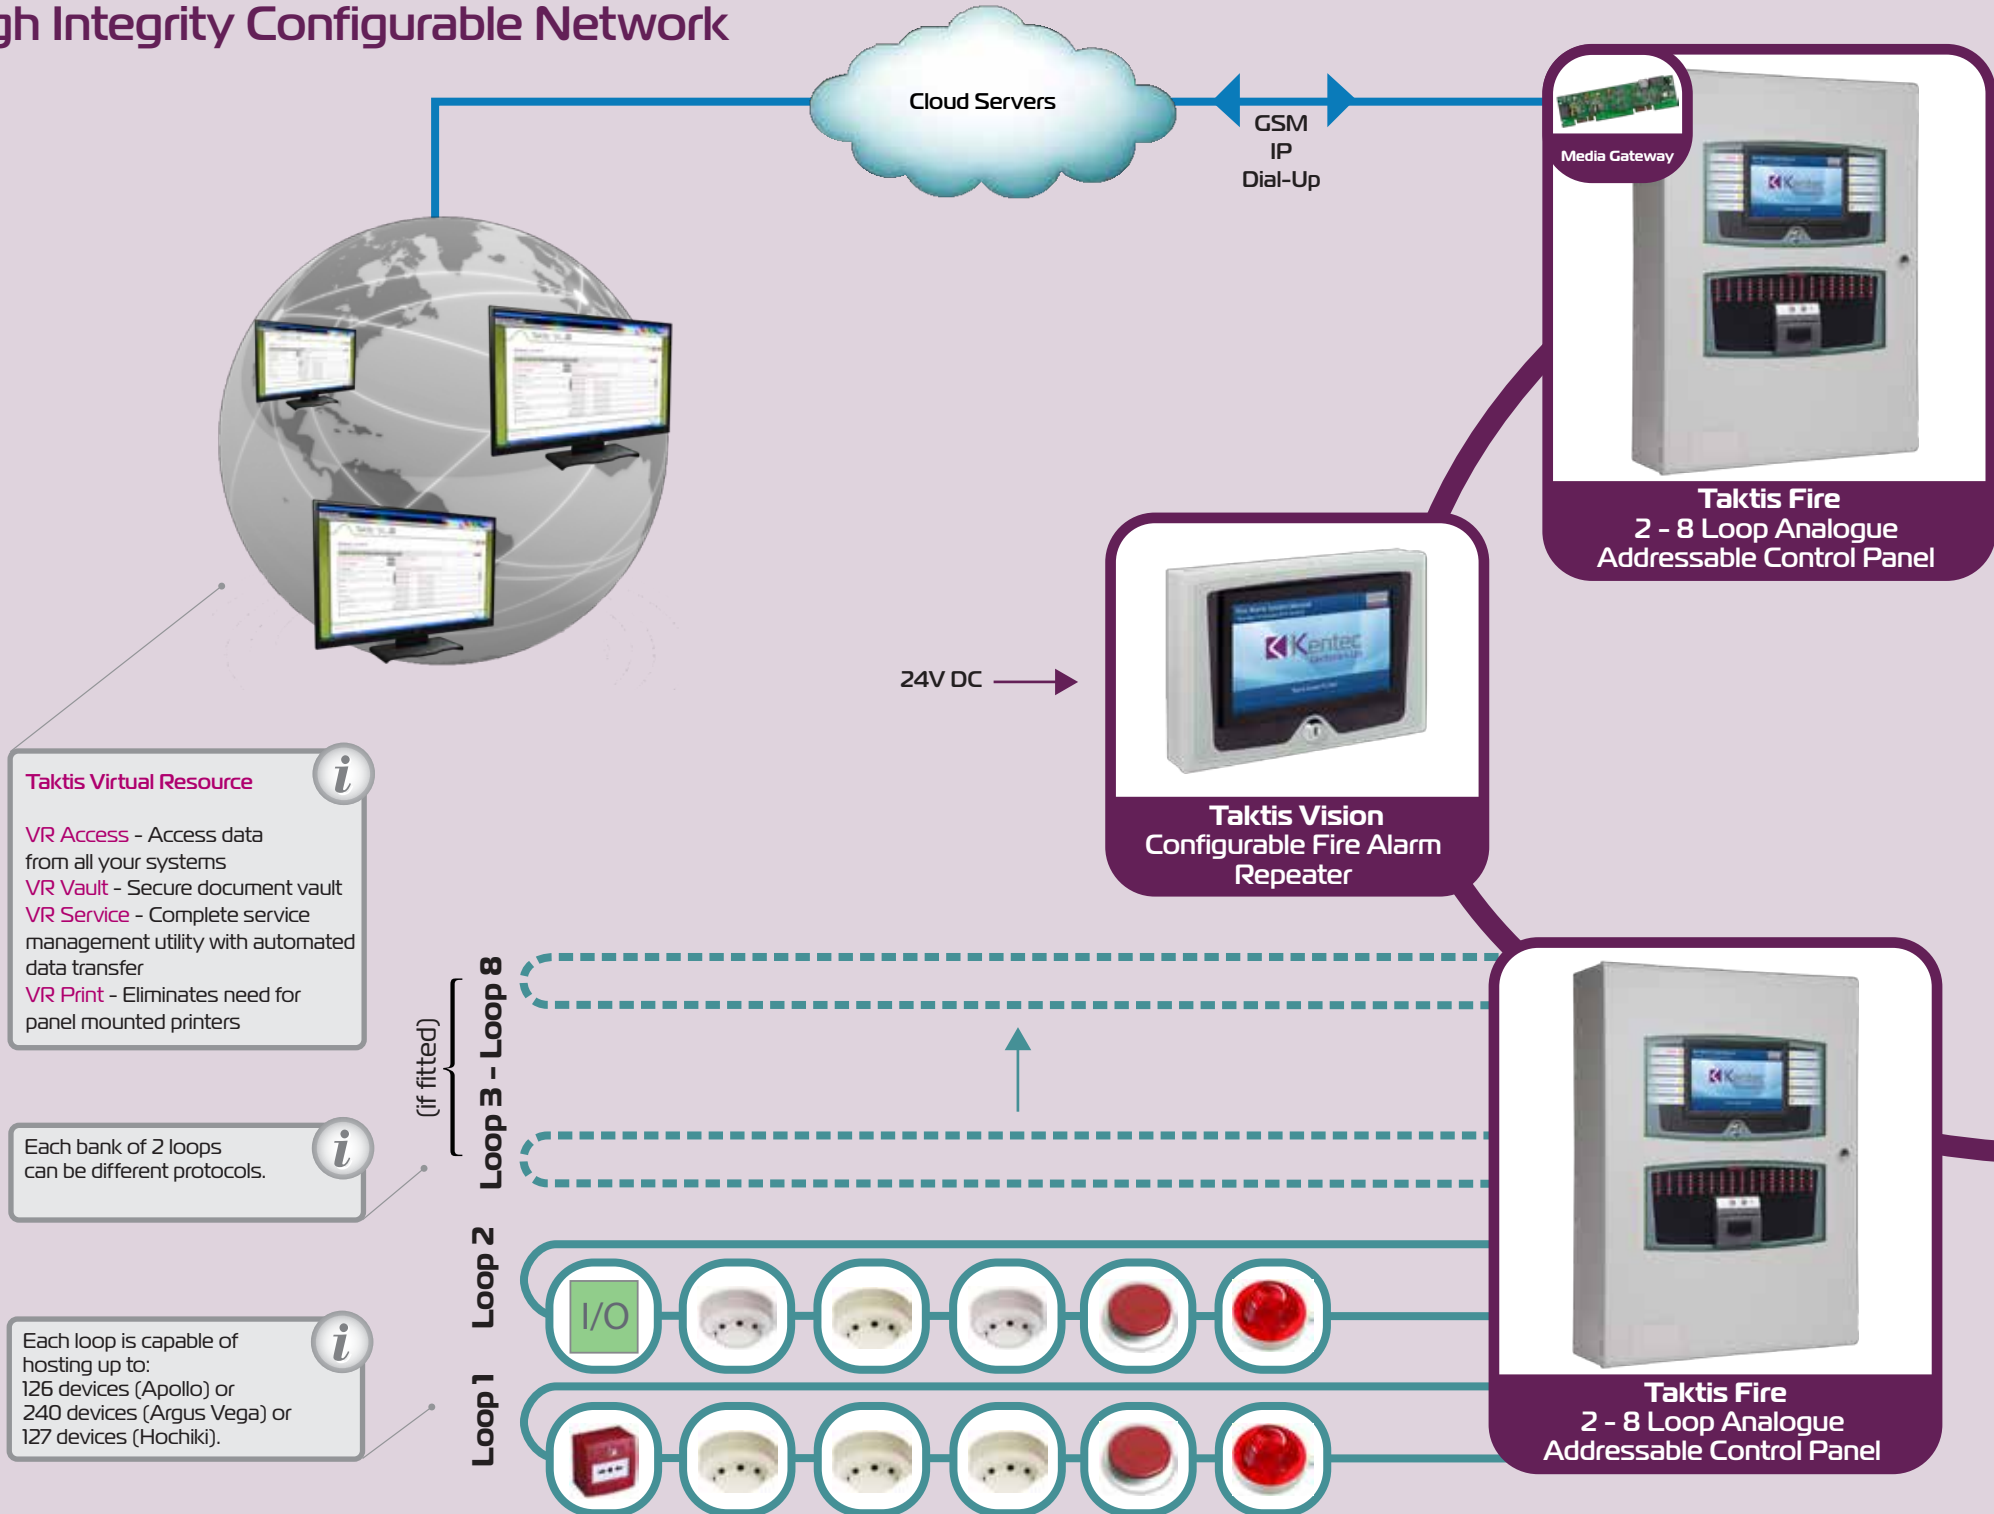 gh Integrity Configurable Network
Cloud Servers
GSM
IP
Dial-Up
Media Gateway
Kentec
Taktis Fire
2 - 8 Loop Analogue
Addressable Control Panel
24V DC
Kentec
Taktis Vision
Configurable Fire Alarm
Repeater
Taktis Virtual Resource
i
VR Access - Access data
from all your systems
VR Vault - Secure document vault
VR Service - Complete service
management utility with automated
data transfer
VR Print - Eliminates need for
panel mounted printers
(if fitted)
Loop 3 - Loop 8
Each bank of 2 loops
can be different protocols.
i
Loop 2
I/O
Each loop is capable of
hosting up to:
126 devices (Apollo) or
240 devices (Argus Vega) or
127 devices (Hochiki).
i
Loop 1
Taktis Fire
2 - 8 Loop Analogue
Addressable Control Panel